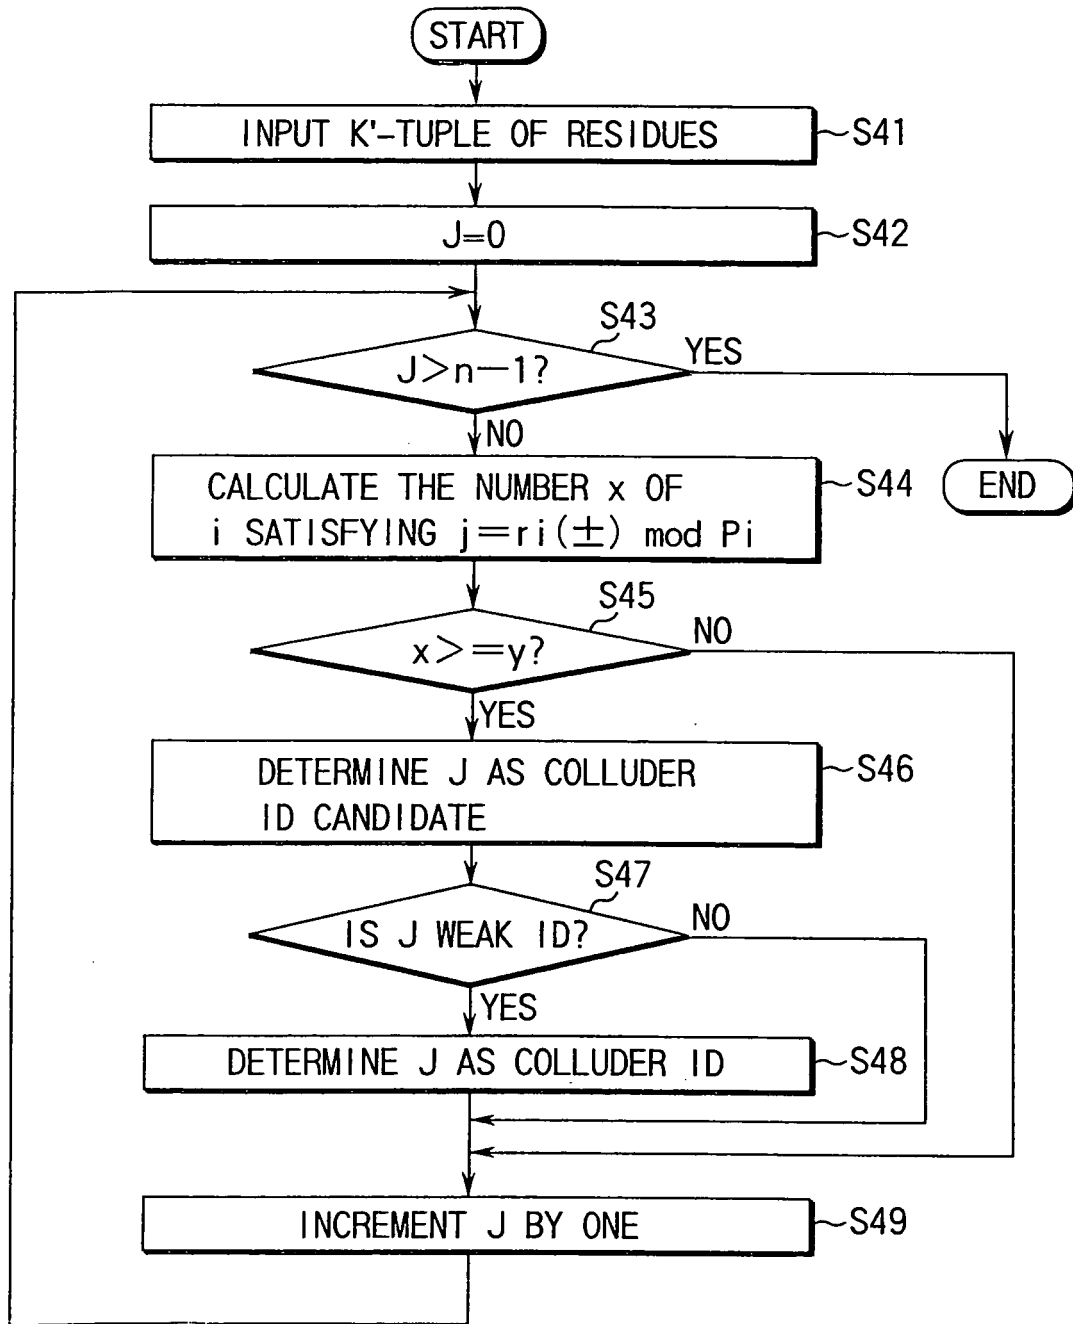 START
INPUT K'-TUPLE OF RESIDUES
S41
J=0
S42
S43
J>n-1?
YES
NO
CALCULATE THE NUMBER x OF
i SATISFYING j=ri(±) mod Pi
S44
END
S45
x>=y?
NO
YES
DETERMINE J AS COLLUDER
ID CANDIDATE
S46
S47
IS J WEAK ID?
NO
YES
DETERMINE J AS COLLUDER ID
S48
INCREMENT J BY ONE
S49